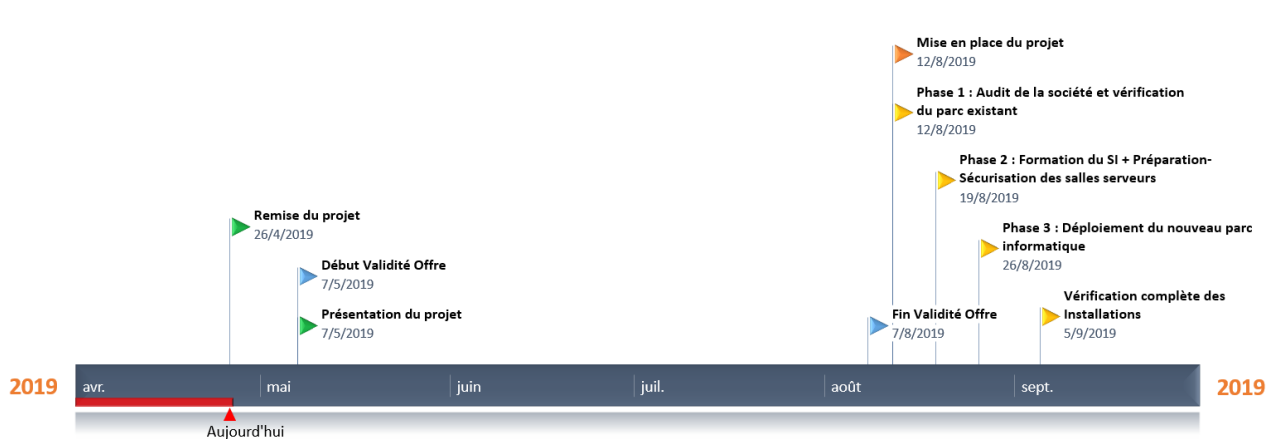 Mise en place du projet
12/8/2019
Phase 1 : Audit de la société et vérification
du parc existant
12/8/2019
Phase 2 : Formation du SI + Préparation-
Sécurisation des salles serveurs
19/8/2019
Remise du projet
26/4/2019
Phase 3 : Déploiement du nouveau parc
informatique
26/8/2019
Début Validité Offre
7/5/2019
Vérification complète des
Installations
5/9/2019
Présentation du projet
7/5/2019
Fin Validité Offre
7/8/2019
2019 avr. mai juin juil. août sept. 2019
Aujourd'hui